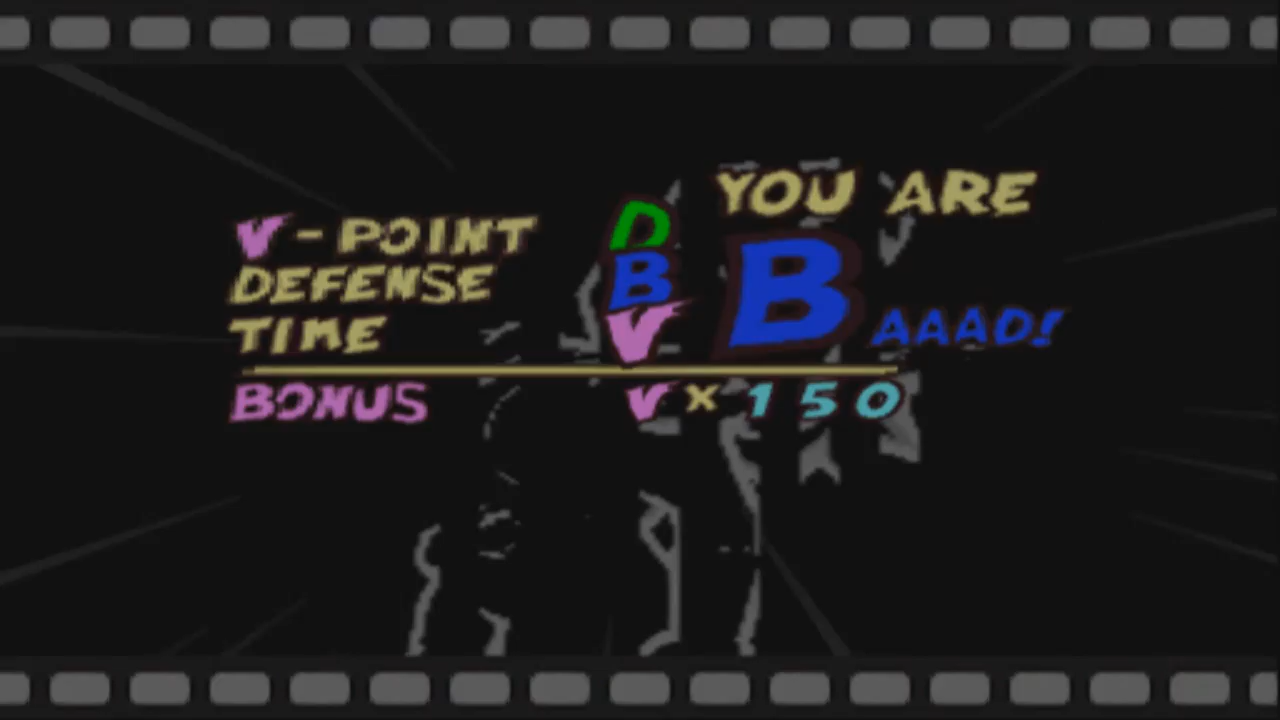 V-POINT D
DEFENSE B
TIME V
BONUS V x 150
YOU ARE
B AAAD!